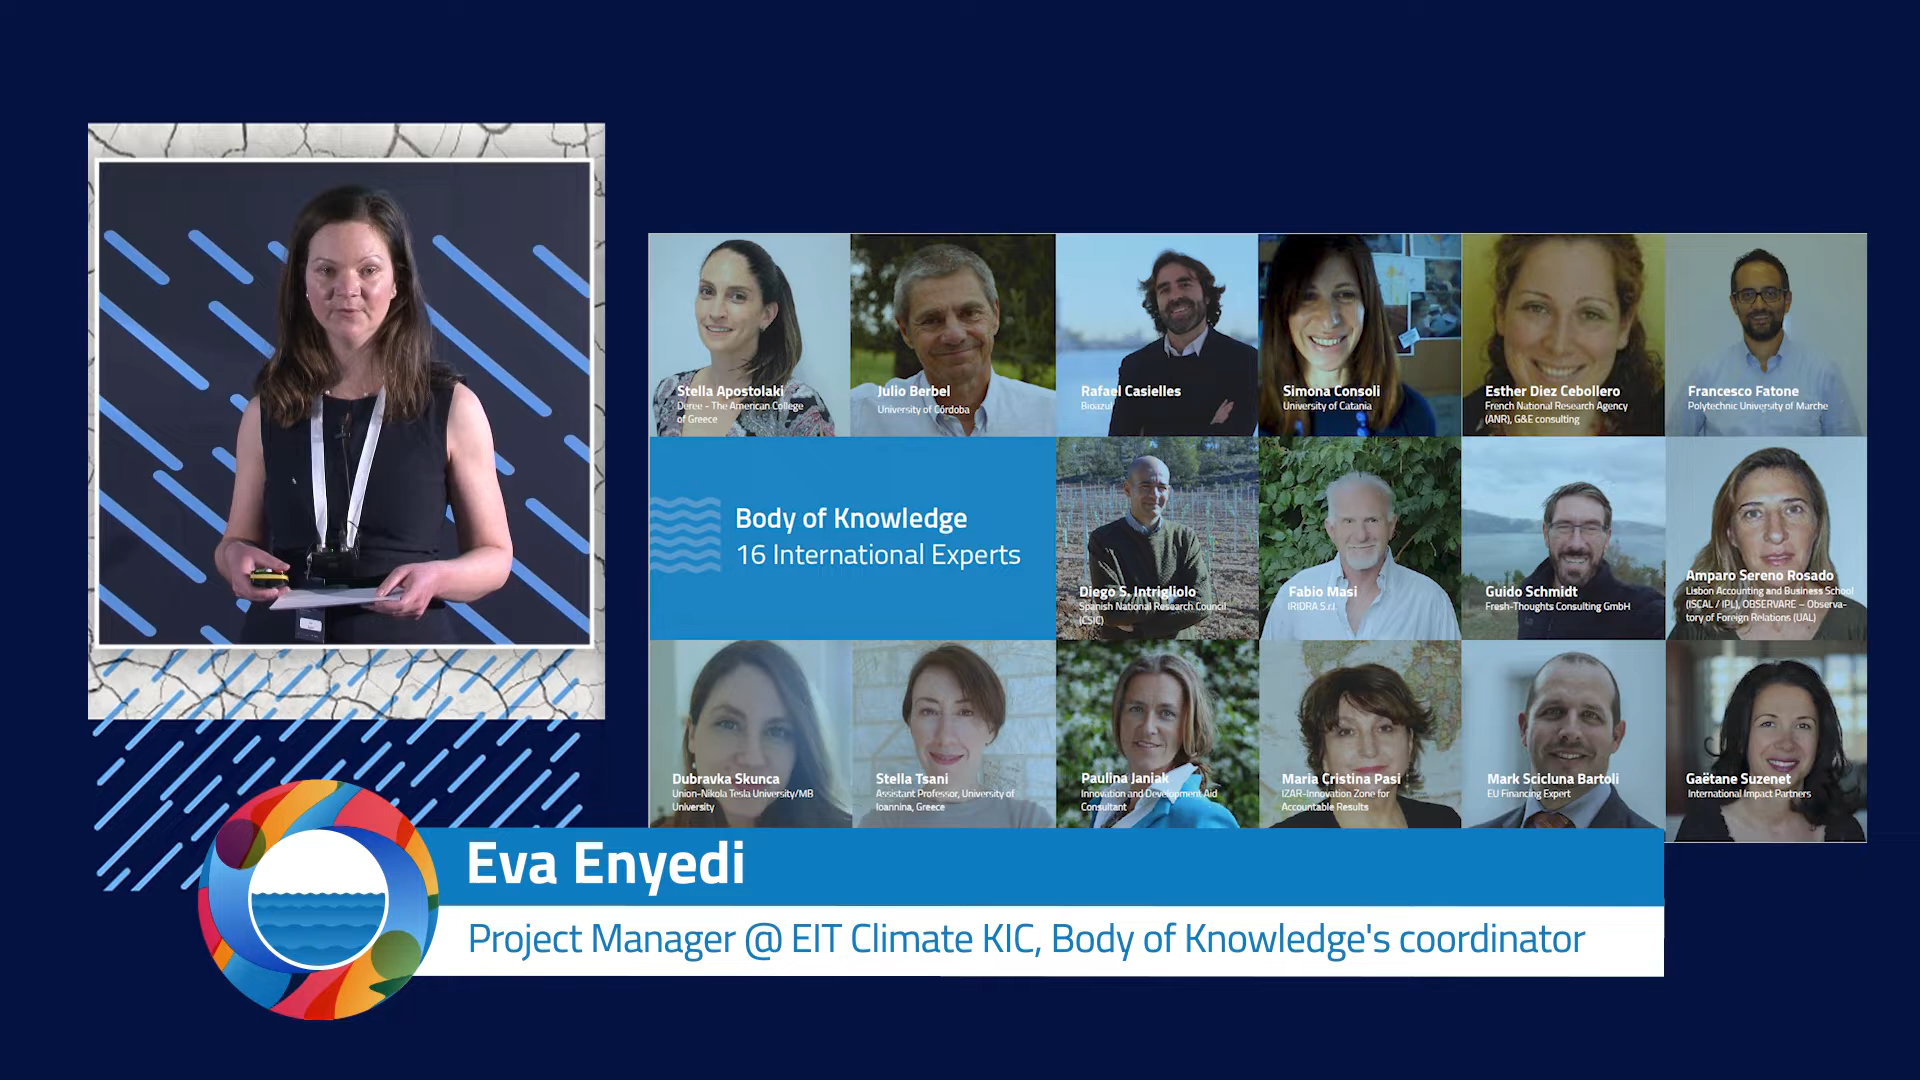 Stella Apostolaki
Deree - The American College
of Greece
Julio Berbel
University of Córdoba
Rafael Casielles
Bioazul
Simona Consoli
University of Catania
Esther Diez Cebollero
French National Research Agency
(ANR), G&E consulting
Francesco Fatone
Polytechnic University of Marche
Body of Knowledge
16 International Experts
Diego S. Intrigliolo
Spanish National Research Council
(CSIC)
Fabio Masi
IRIDRA S.r.l.
Guido Schmidt
Fresh-Thoughts Consulting GmbH
Amparo Sereno Rosado
Lisbon Accounting and Business School
(ISCAL / IPL), OBSERVARE – Observa-
tory of Foreign Relations (UAL)
Dubravka Skunca
Union-Nikola Tesla University/MB
University
Stella Tsani
Assistant Professor, University of
Ioannina, Greece
Paulina Janiak
Innovation and Development Aid
Consultant
Maria Cristina Pasi
IZAR-Innovation Zone for
Accountable Results
Mark Scicluna Bartoli
EU Financing Expert
Gaëtane Suzenet
International Impact Partners
Eva Enyedi
Project Manager @ EIT Climate KIC, Body of Knowledge's coordinator